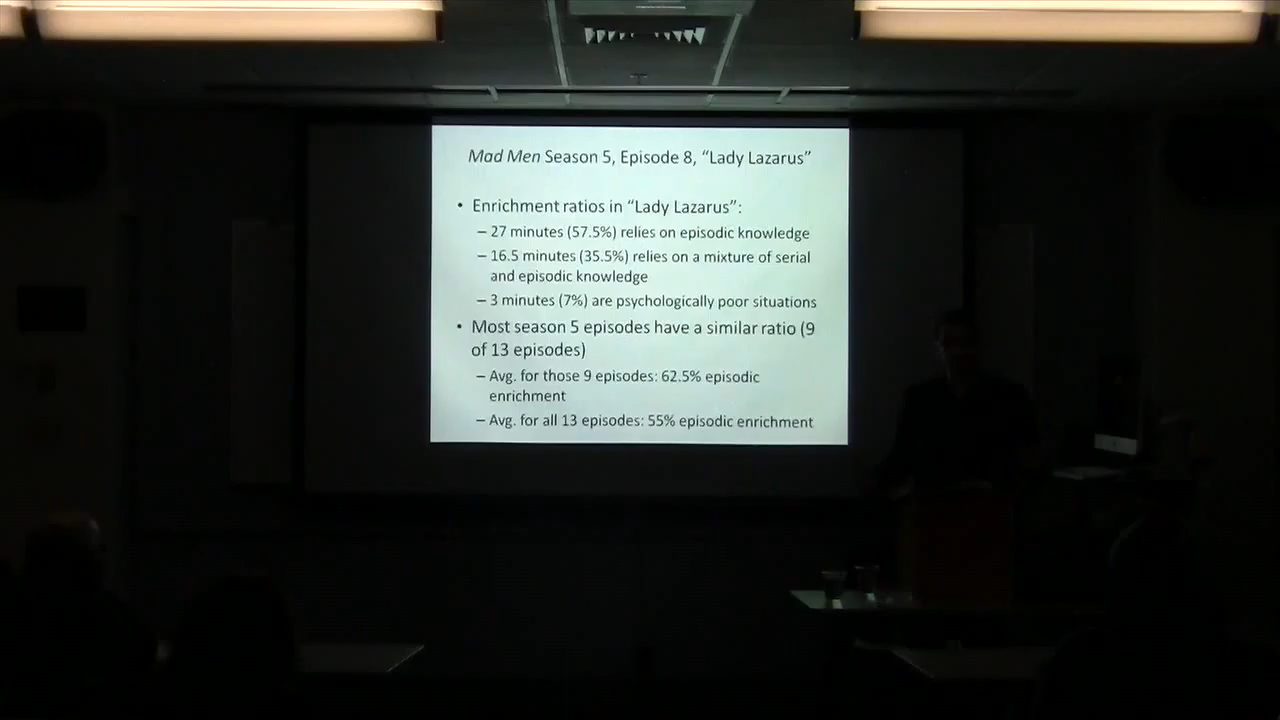 Mad Men Season 5, Episode 8, “Lady Lazarus”
• Enrichment ratios in “Lady Lazarus”:
– 27 minutes (57.5%) relies on episodic knowledge
– 16.5 minutes (35.5%) relies on a mixture of serial
and episodic knowledge
– 3 minutes (7%) are psychologically poor situations
• Most season 5 episodes have a similar ratio (9
of 13 episodes)
– Avg. for those 9 episodes: 62.5% episodic
enrichment
– Avg. for all 13 episodes: 55% episodic enrichment